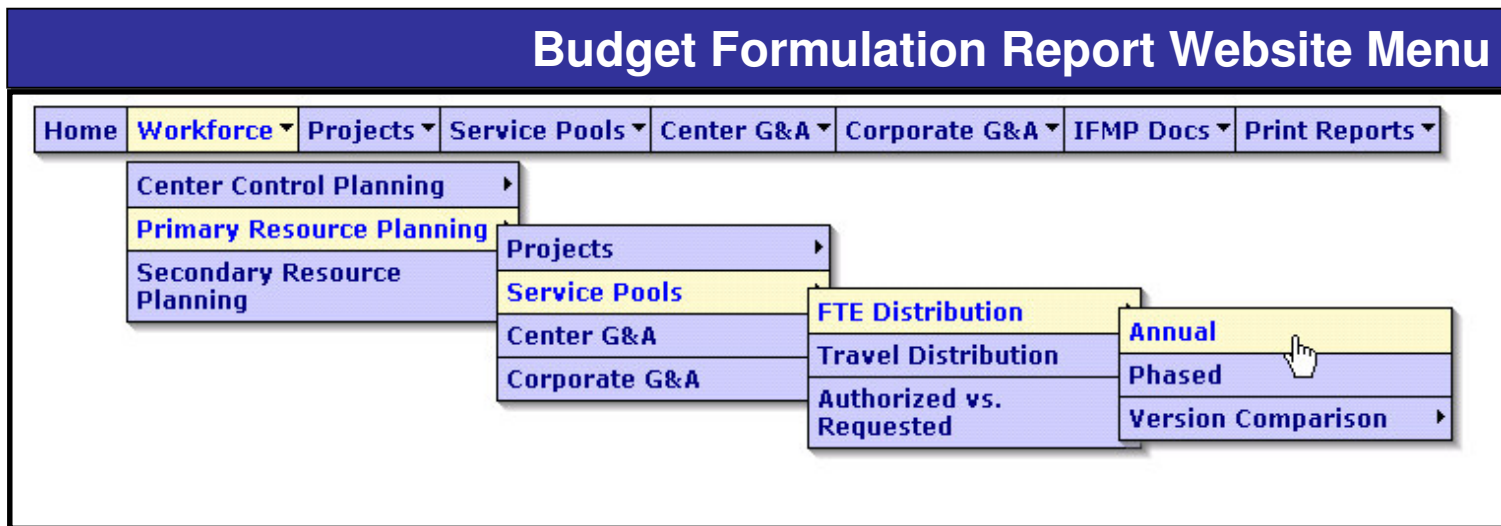 Budget Formulation Report Website Menu
Home Workforce Projects Service Pools Center G&A Corporate G&A IFMP Docs Print Reports
Center Control Planning
Primary Resource Planning
Secondary Resource
Planning
Projects
Service Pools
Center G&A
Corporate G&A
FTE Distribution
Travel Distribution
Authorized vs.
Requested
Annual
Phased
Version Comparison